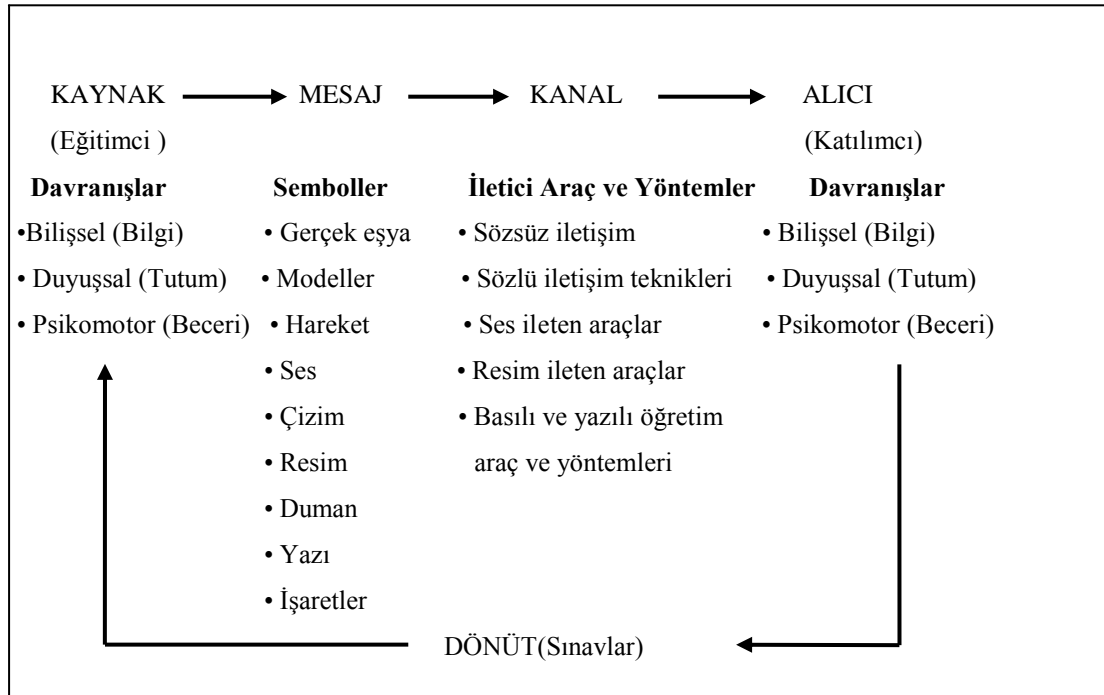 KAYNAK MESAJ KANAL ALICI
(Eğitimci ) (Katılımcı)
Davranışlar Semboller İletici Araç ve Yöntemler Davranışlar
•Bilişsel (Bilgi) • Gerçek eşya • Sözsüz iletişim • Bilişsel (Bilgi)
• Duyuşsal (Tutum) • Modeller • Sözlü iletişim teknikleri • Duyuşsal (Tutum)
• Psikomotor (Beceri) • Hareket • Ses ileten araçlar • Psikomotor (Beceri)
• Ses • Resim ileten araçlar
• Çizim • Basılı ve yazılı öğretim
• Resim araç ve yöntemleri
• Duman
• Yazı
• İşaretler
DÖNÜT(Sınavlar)